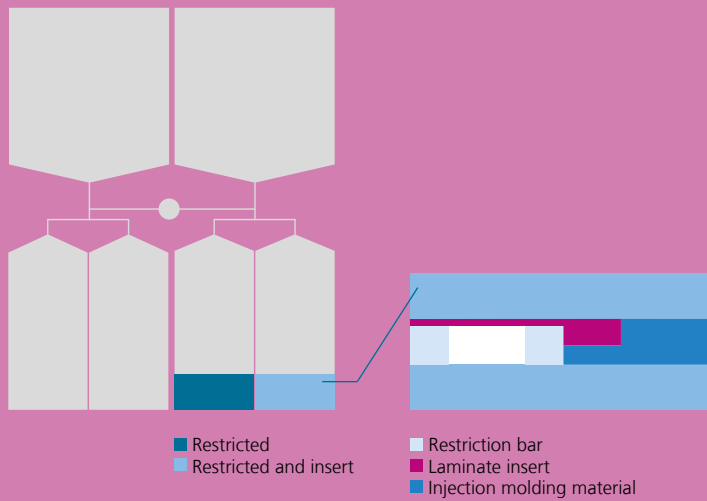 Restricted
Restricted and insert
Restriction bar
Laminate insert
Injection molding material